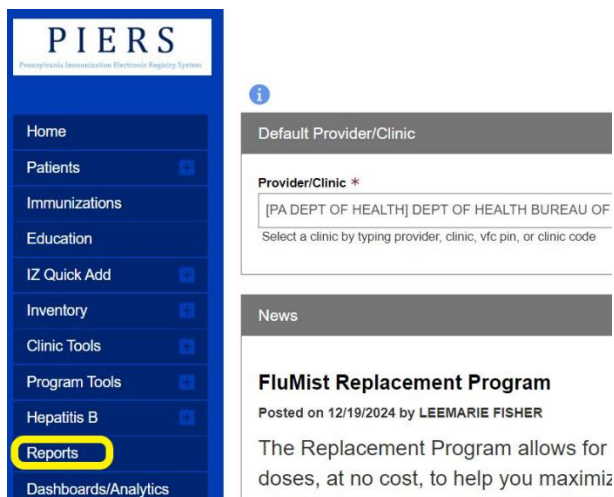 PIERS
Pennsylvania Immunization Electronic Registry System
Home
Patients
Immunizations
Education
IZ Quick Add
Inventory
Clinic Tools
Program Tools
Hepatitis B
Reports
Dashboards/Analytics
Default Provider/Clinic
Provider/Clinic *
[PA DEPT OF HEALTH] DEPT OF HEALTH BUREAU OF
Select a clinic by typing provider, clinic, vfc pin, or clinic code
News
FluMist Replacement Program
Posted on 12/19/2024 by LEEMARIE FISHER
The Replacement Program allows for
doses, at no cost, to help you maximiz